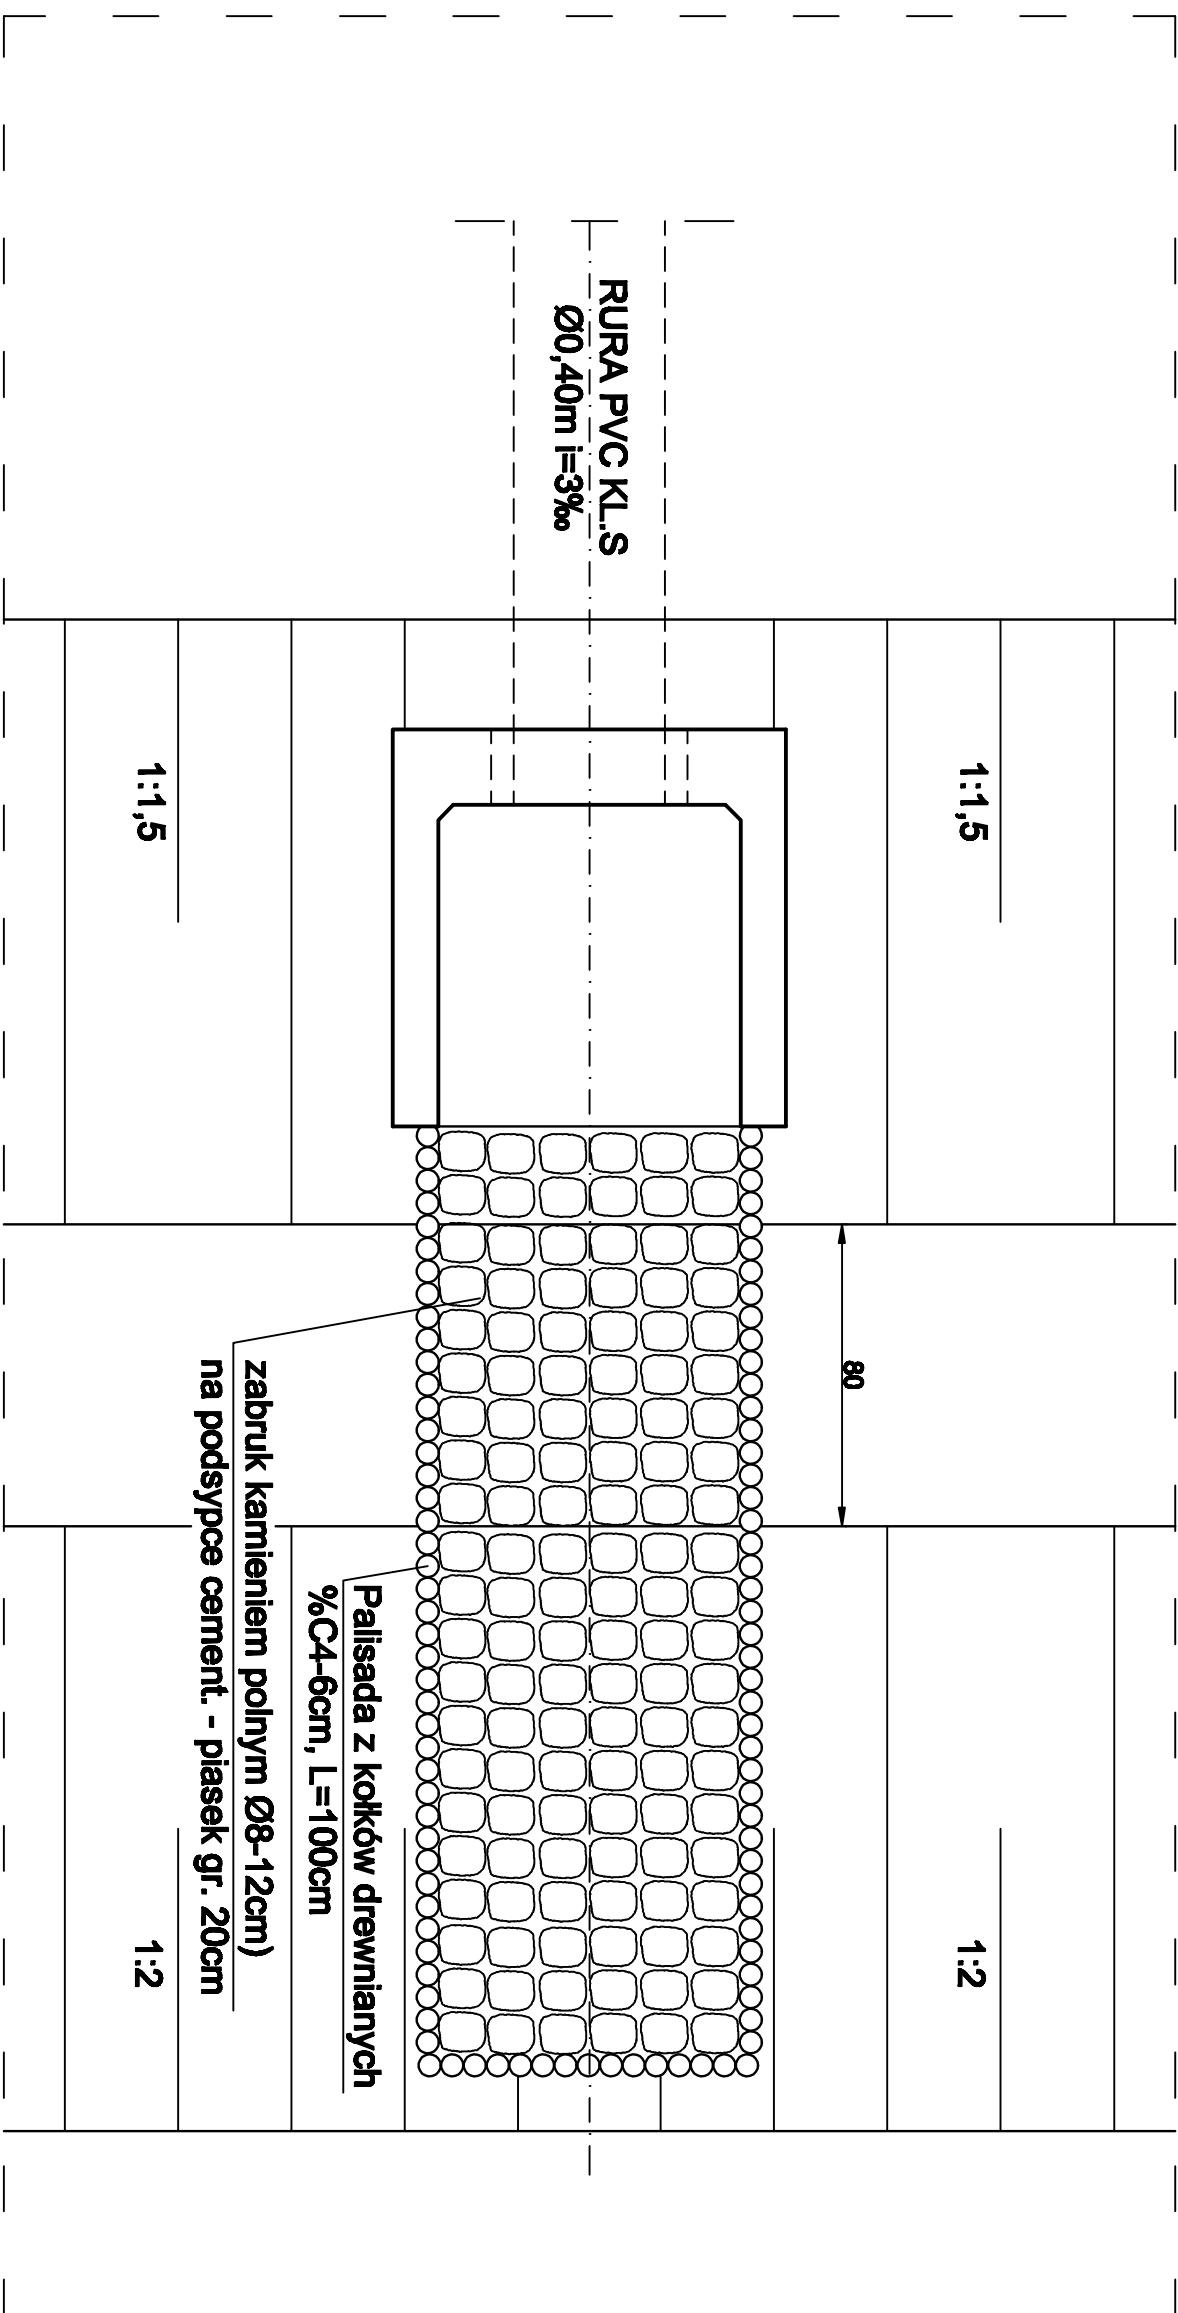 RURA PVC KL.S
Ø0,40m i=3‰
1:1,5
1:1,5
80
zabruk kamieniem polnym Ø8-12cm)
na podsypce cement. - piasek gr. 20cm
Palisada z kołków drewnianych
%C4-6cm, L=100cm
1:2
1:2